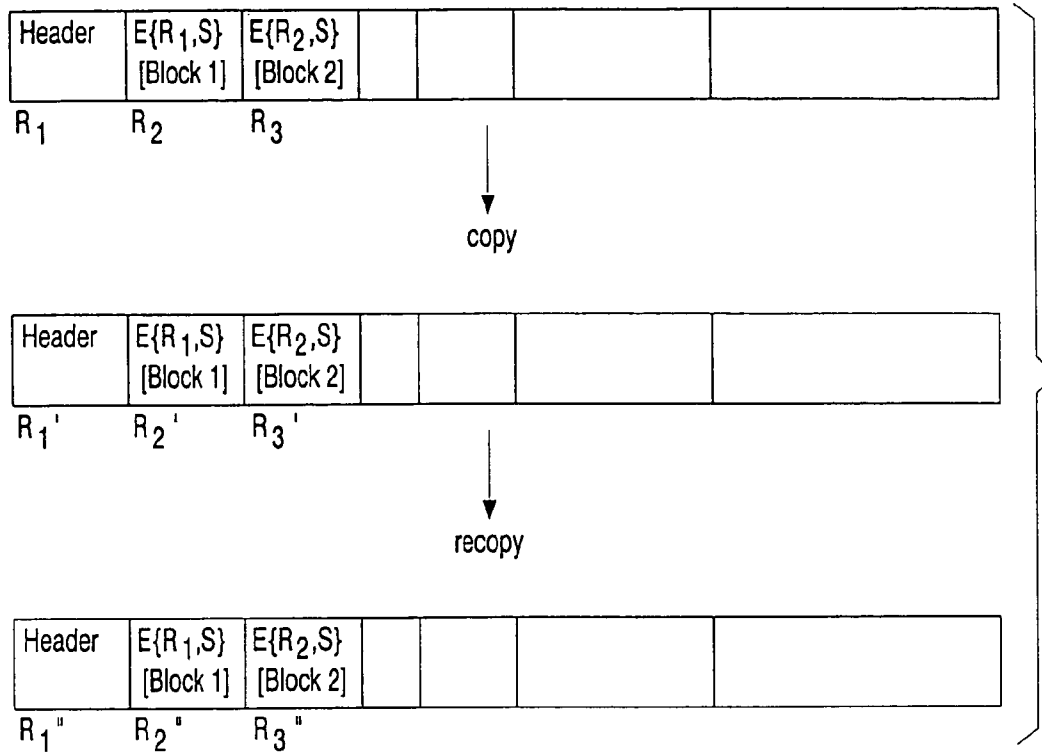 Header E{R1,S} E{R2,S}
[Block 1] [Block 2]
R1 R2 R3
copy
Header E{R1,S} E{R2,S}
[Block 1] [Block 2]
R1' R2' R3'
recopy
Header E{R1,S} E{R2,S}
[Block 1] [Block 2]
R1" R2" R3"